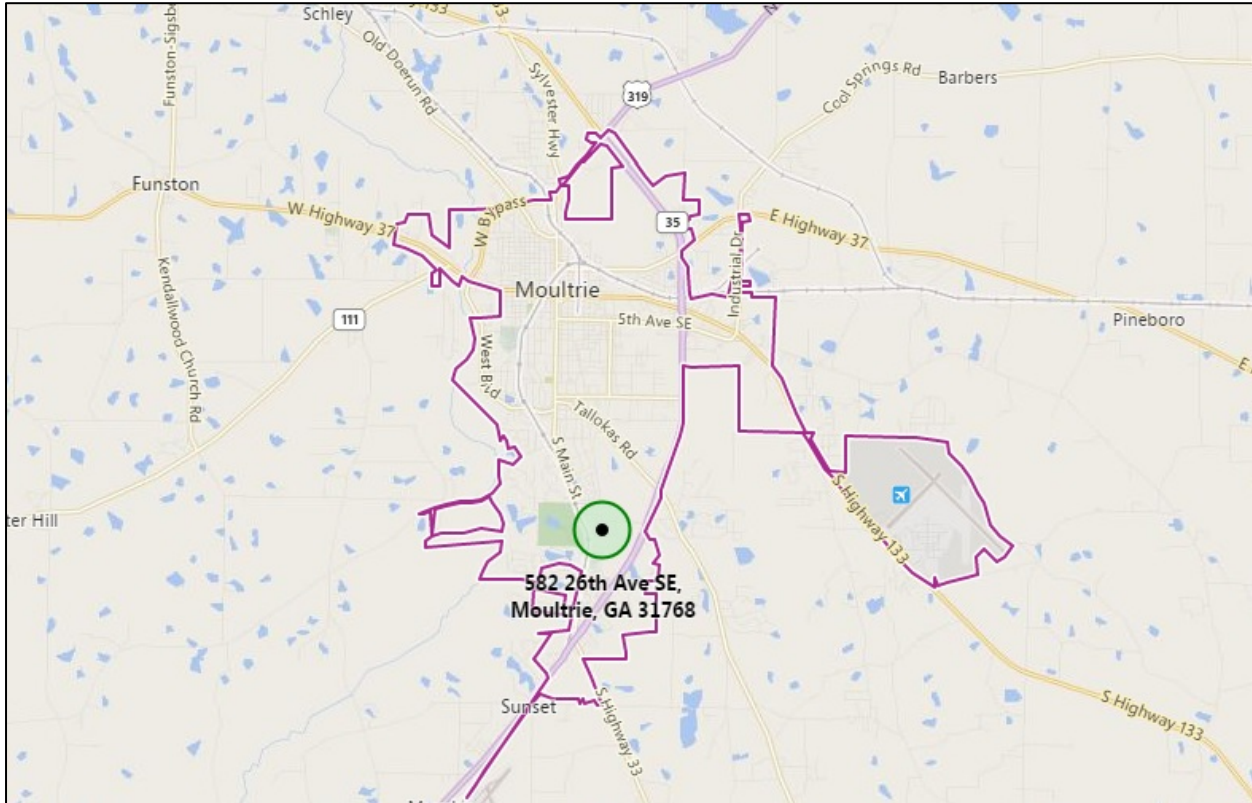 Schley
133
Funston-Sigsbe
Old Doerun Rd
Sylvester Hwy
319
Cool Springs Rd
Barbers
Funston
W Highway 37
W Bypass
35
E Highway 37
Industrial Dr
Moultrie
Kendallwood Church Rd
111
5th Ave SE
Pineboro
West Blvd
Tallokas Rd
S Main St
S Highway 133
ter Hill
582 26th Ave SE,
Moultrie, GA 31768
Sunset
S Highway 33
S Highway 133